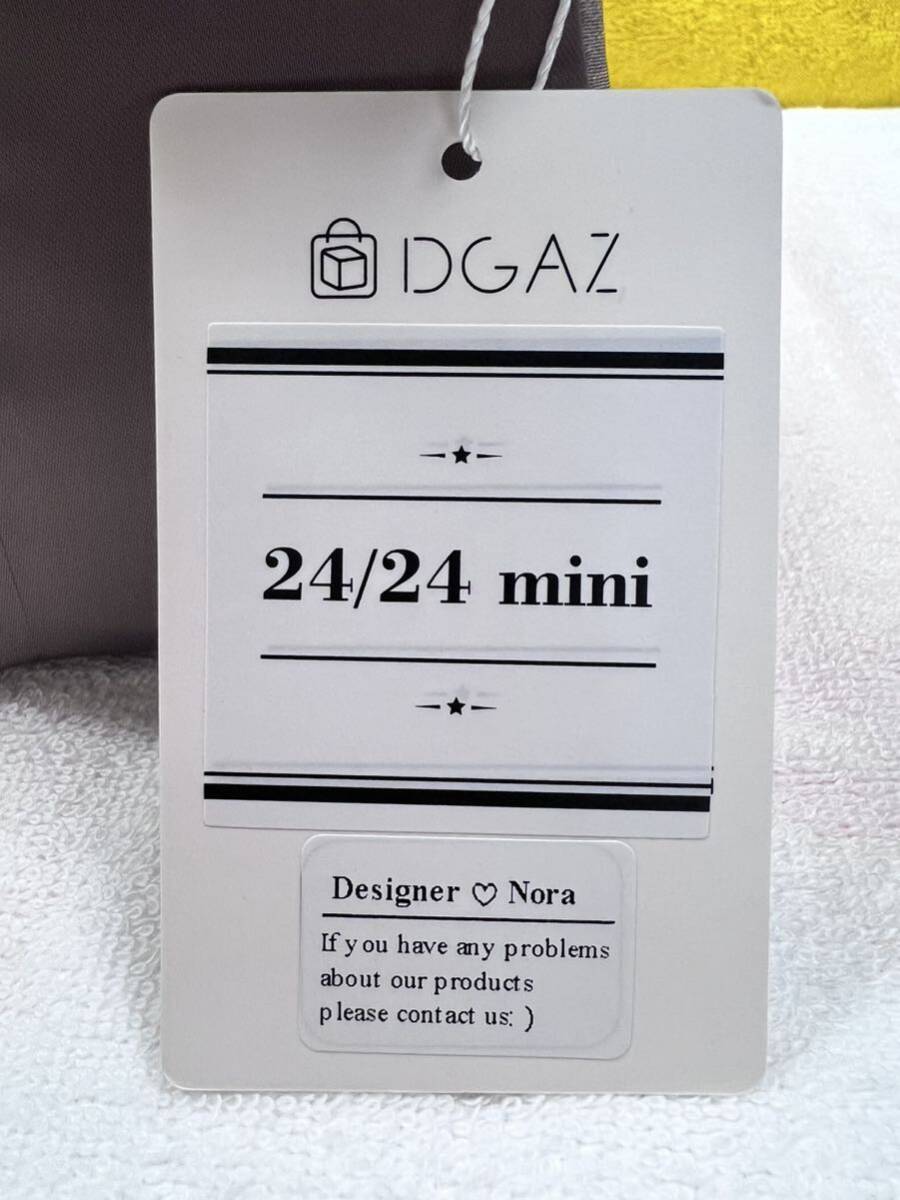 DGAZ
24/24 mini
Designer ♡ Nora
If you have any problems
about our products
please contact us: )